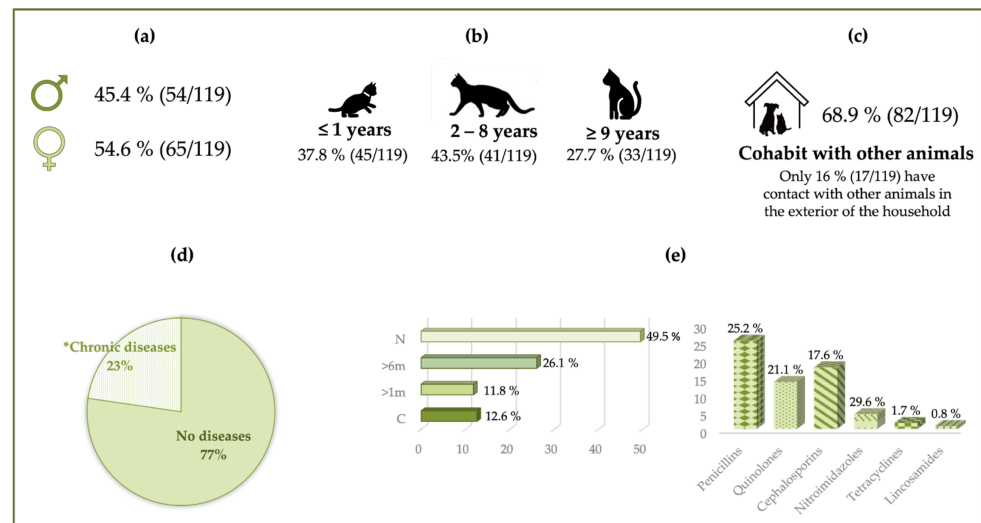 (a)
45.4 % (54/119)
54.6 % (65/119)
(b)
≤ 1 years
37.8 % (45/119)
2 – 8 years
43.5% (41/119)
≥ 9 years
27.7 % (33/119)
(c)
68.9 % (82/119)
Cohabit with other animals
Only 16 % (17/119) have
contact with other animals in
the exterior of the household
(d)
*Chronic diseases
23%
No diseases
77%
(e)
N
49.5 %
>6m
26.1 %
>1m
11.8 %
C
12.6 %
0 10 20 30 40 50
30
25
20
15
10
5
0
25.2 %
21.1 %
17.6 %
29.6 %
1.7 %
0.8 %
Penicillins
Quinolones
Cephalosporins
Nitroimidazoles
Tetracyclines
Lincosamides